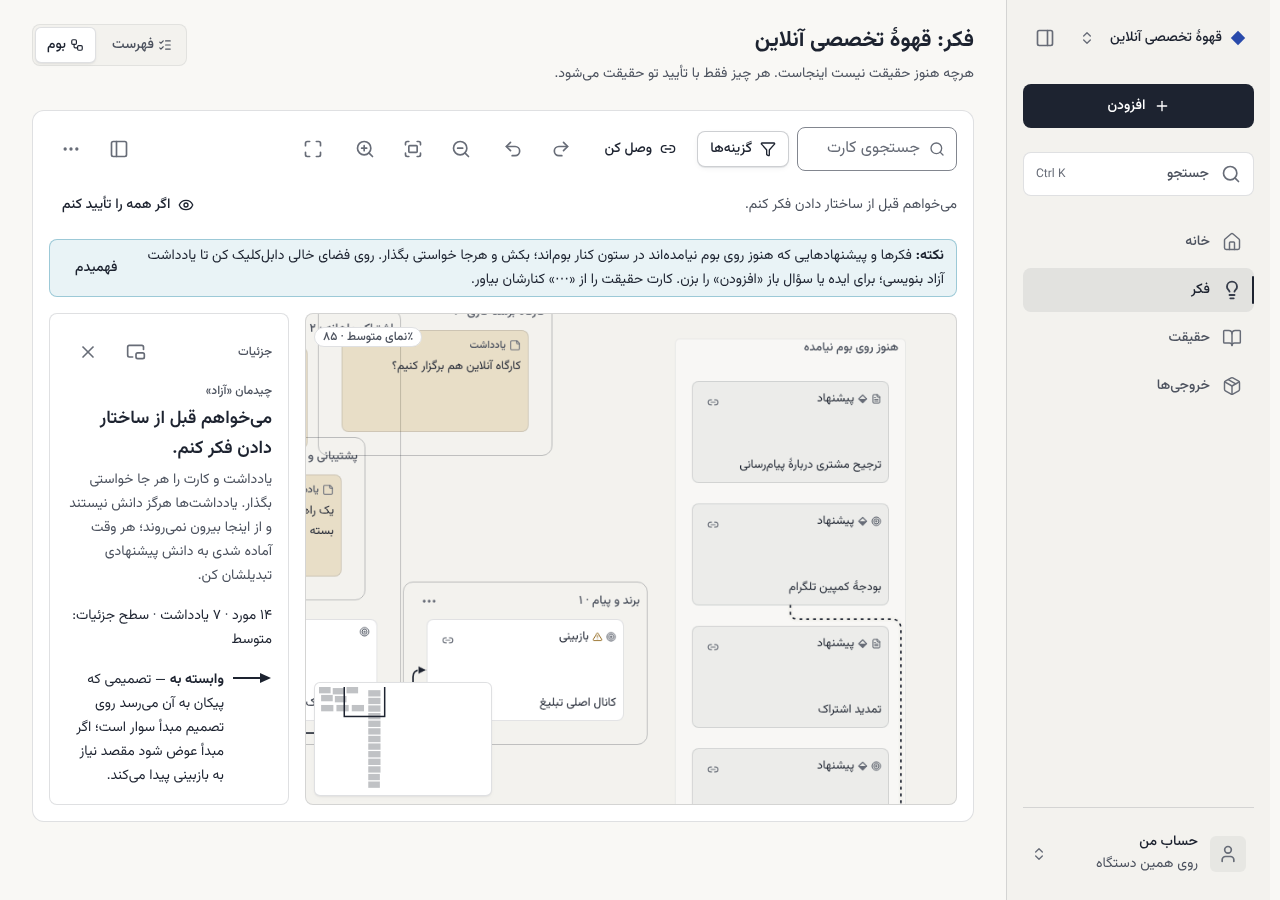 قهوهٔ تخصصی آنلاین
افزودن
جستجو
Ctrl K
خانه
فکر
حقیقت
خروجی‌ها
حساب من
روی همین دستگاه
فکر: قهوهٔ تخصصی آنلاین
هرچه هنوز حقیقت نیست اینجاست. هر چیز فقط با تأیید تو حقیقت می‌شود.
فهرست
بوم
جستجوی کارت
گزینه‌ها
وصل کن
می‌خواهم قبل از ساختار دادن فکر کنم.
اگر همه را تأیید کنم
نکته: فکرها و پیشنهادهایی که هنوز روی بوم نیامده‌اند در ستون کنار بوم‌اند؛ بکش و هرجا خواستی بگذار. روی فضای خالی دابل‌کلیک کن تا یادداشت
آزاد بنویسی؛ برای ایده یا سؤال باز «افزودن» را بزن. کارت حقیقت را از «···» کنارشان بیاور.
فهمیدم
هنوز روی بوم نیامده
پیشنهاد
ترجیح مشتری دربارهٔ پیام‌رسانی
پیشنهاد
بودجهٔ کمپین تلگرام
پیشنهاد
تمدید اشتراک
پیشنهاد
٪نمای متوسط · ۸۵
یادداشت
کارگاه آنلاین هم برگزار کنیم؟
پشتیبانی و
یک راه
بسته
برند و پیام · ۱
بازبینی
کانال اصلی تبلیغ
جزئیات
چیدمان «آزاد»
می‌خواهم قبل از ساختار
دادن فکر کنم.
یادداشت و کارت را هر جا خواستی
بگذار. یادداشت‌ها هرگز دانش نیستند
و از اینجا بیرون نمی‌روند؛ هر وقت
آماده شدی به دانش پیشنهادی
تبدیلشان کن.
۱۴ مورد · ۷ یادداشت · سطح جزئیات:
متوسط
وابسته به — تصمیمی که
پیکان به آن می‌رسد روی
تصمیم مبدأ سوار است؛ اگر
مبدأ عوض شود مقصد نیاز
به بازبینی پیدا می‌کند.